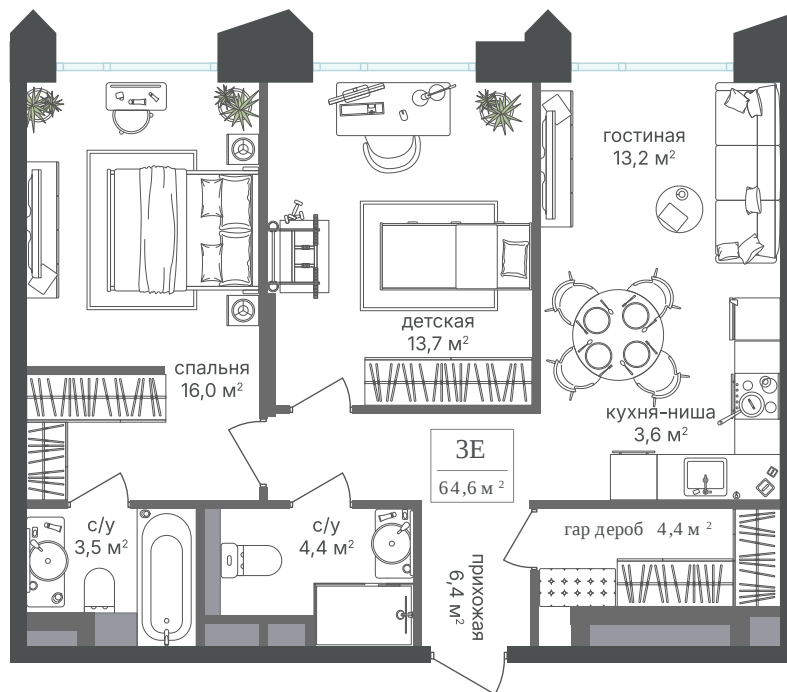 гостиная
13,2 м²
детская
13,7 м²
спальня
16,0 м²
кухня-ниша
3,6 м²
3Е
64,6 м ²
с/у
3,5 м²
с/у
4,4 м²
гар дероб 4,4 м ²
прихожая
6,4 м²